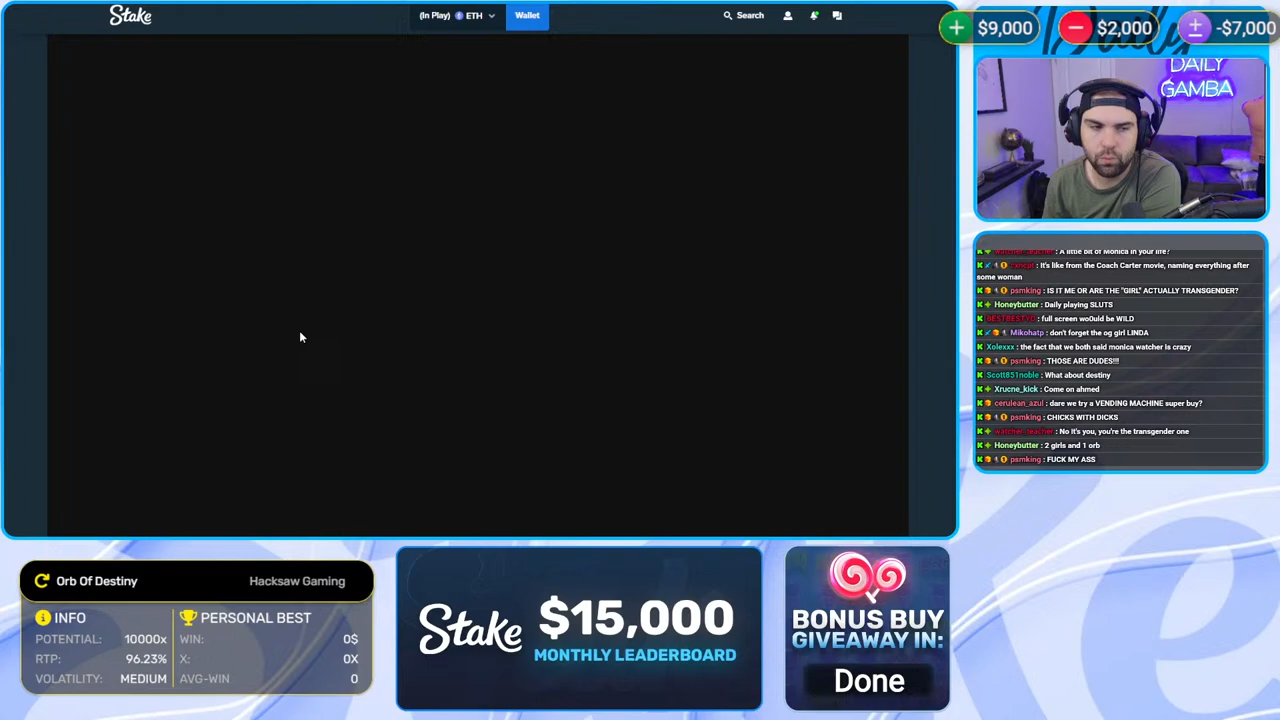 Stake
(In Play) ETH
Wallet
Search
$9,000
$2,000
-$7,000
Daily
DAILY
GAMBA
: A little bit of Monica in your life?
: It's like from the Coach Carter movie, naming everything after
some woman
psmking : IS IT ME OR ARE THE "GIRL" ACTUALLY TRANSGENDER?
Honeybutter : Daily playing SLUTS
BESTBESTYO : full screen wo0uld be WILD
Mikohatp : don't forget the og girl LINDA
Xolexxx : the fact that we both said monica watcher is crazy
psmking : THOSE ARE DUDES!!!
Scott851noble : What about destiny
Xrucne_kick : Come on ahmed
cerulean_azul : dare we try a VENDING MACHINE super buy?
psmking : CHICKS WITH DICKS
watcher-teacher : No it's you, you're the transgender one
Honeybutter : 2 girls and 1 orb
psmking : FUCK MY ASS
Orb Of Destiny
Hacksaw Gaming
INFO
POTENTIAL: 10000x
RTP: 96.23%
VOLATILITY: MEDIUM
PERSONAL BEST
WIN: 0$
X: 0X
AVG-WIN 0
Stake
$15,000
MONTHLY LEADERBOARD
BONUS BUY
GIVEAWAY IN:
Done